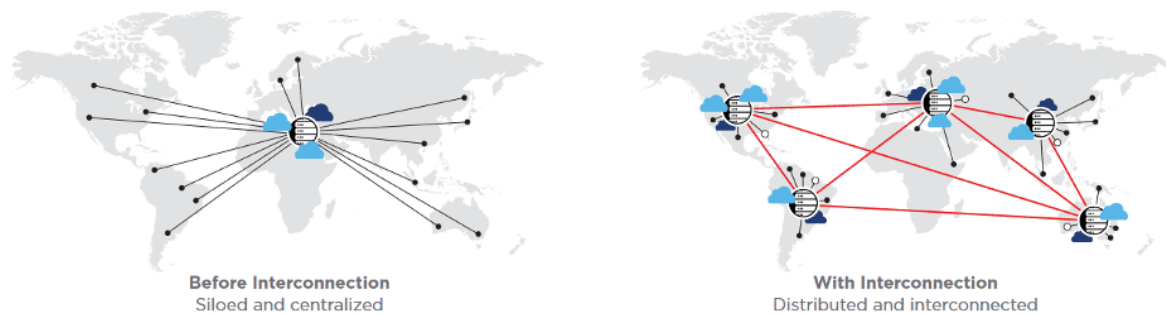 Before Interconnection
Siloed and centralized
With Interconnection
Distributed and interconnected